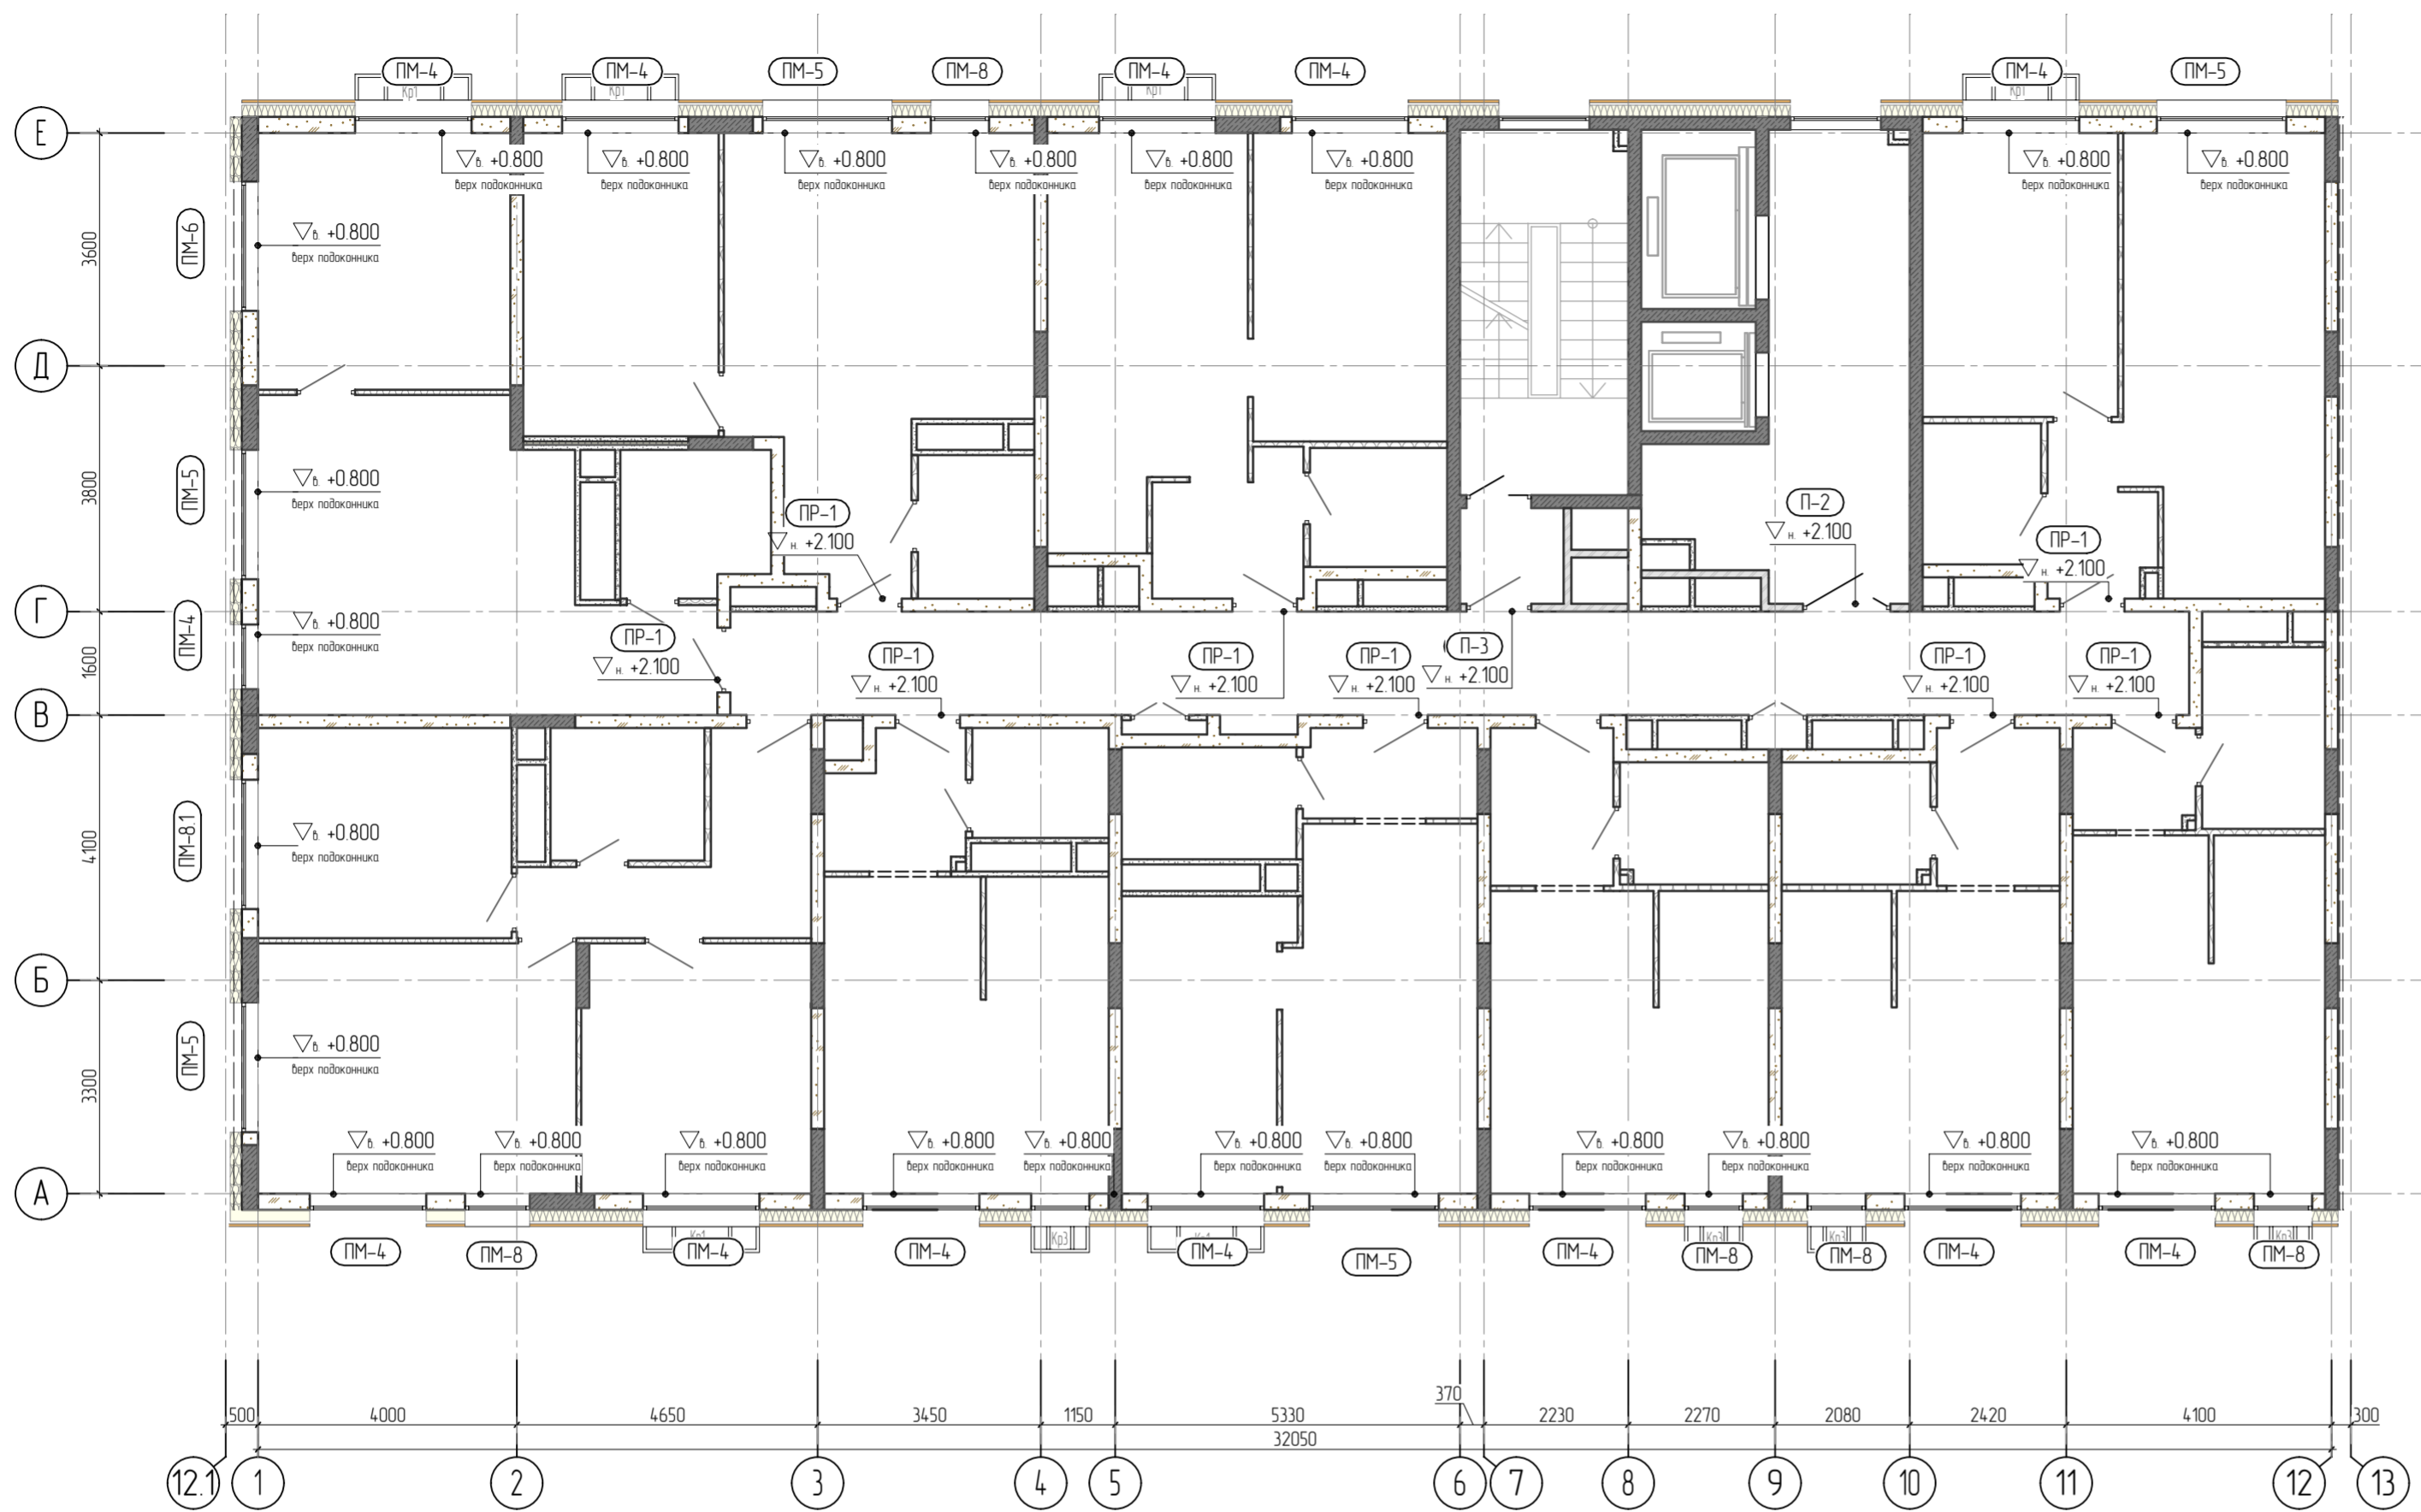 ПМ-4 ПМ-4 ПМ-5 ПМ-8 ПМ-4 ПМ-4 ПМ-4 ПМ-5
Кр1 Кр1 Кр1 Кр1
Е
в. +0.800 в. +0.800 в. +0.800 в. +0.800 в. +0.800 в. +0.800 в. +0.800 в. +0.800
верх подоконника верх подоконника верх подоконника верх подоконника верх подоконника верх подоконника верх подоконника верх подоконника
3600
ПМ-6
в. +0.800
верх подоконника
Д
3800
ПМ-5
в. +0.800
верх подоконника
ПР-1
н. +2.100
П-2
н. +2.100
ПР-1
н. +2.100
Г
1600
ПМ-4
в. +0.800
верх подоконника
ПР-1
н. +2.100
ПР-1
н. +2.100
ПР-1
н. +2.100
ПР-1
н. +2.100
П-3
н. +2.100
ПР-1
н. +2.100
ПР-1
н. +2.100
В
4100
ПМ-8.1
в. +0.800
верх подоконника
Б
3300
ПМ-5
в. +0.800
верх подоконника
в. +0.800 в. +0.800 в. +0.800 в. +0.800 в. +0.800 в. +0.800 в. +0.800 в. +0.800 в. +0.800 в. +0.800 в. +0.800
верх подоконника верх подоконника верх подоконника верх подоконника верх подоконника верх подоконника верх подоконника верх подоконника верх подоконника верх подоконника верх подоконника
А
Кр1 Кр3 Кр1 Кр3 Кр3 Кр3
ПМ-4 ПМ-8 ПМ-4 ПМ-4 ПМ-4 ПМ-5 ПМ-4 ПМ-8 ПМ-8 ПМ-4 ПМ-4 ПМ-8
370
500 4000 4650 3450 1150 5330 2230 2270 2080 2420 4100 300
32050
12.1 1 2 3 4 5 6 7 8 9 10 11 12 13